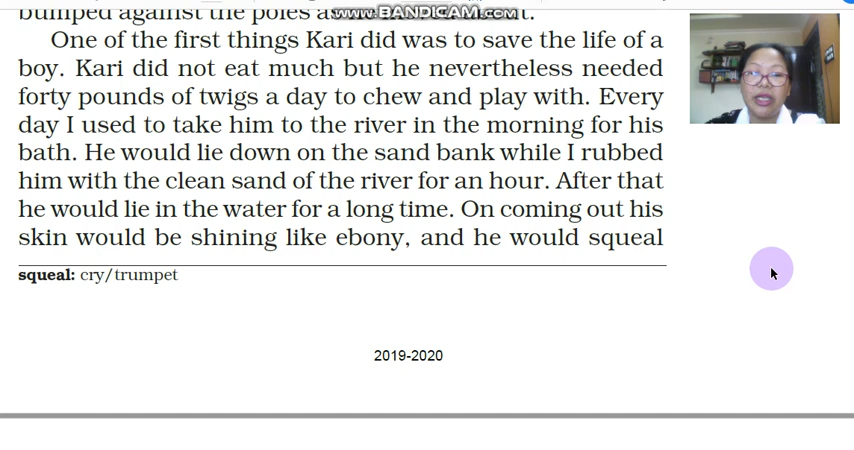 bumped against the poles as
www.BANDICAM.com
One of the first things Kari did was to save the life of a
boy. Kari did not eat much but he nevertheless needed
forty pounds of twigs a day to chew and play with. Every
day I used to take him to the river in the morning for his
bath. He would lie down on the sand bank while I rubbed
him with the clean sand of the river for an hour. After that
he would lie in the water for a long time. On coming out his
skin would be shining like ebony, and he would squeal
squeal: cry/trumpet
2019-2020